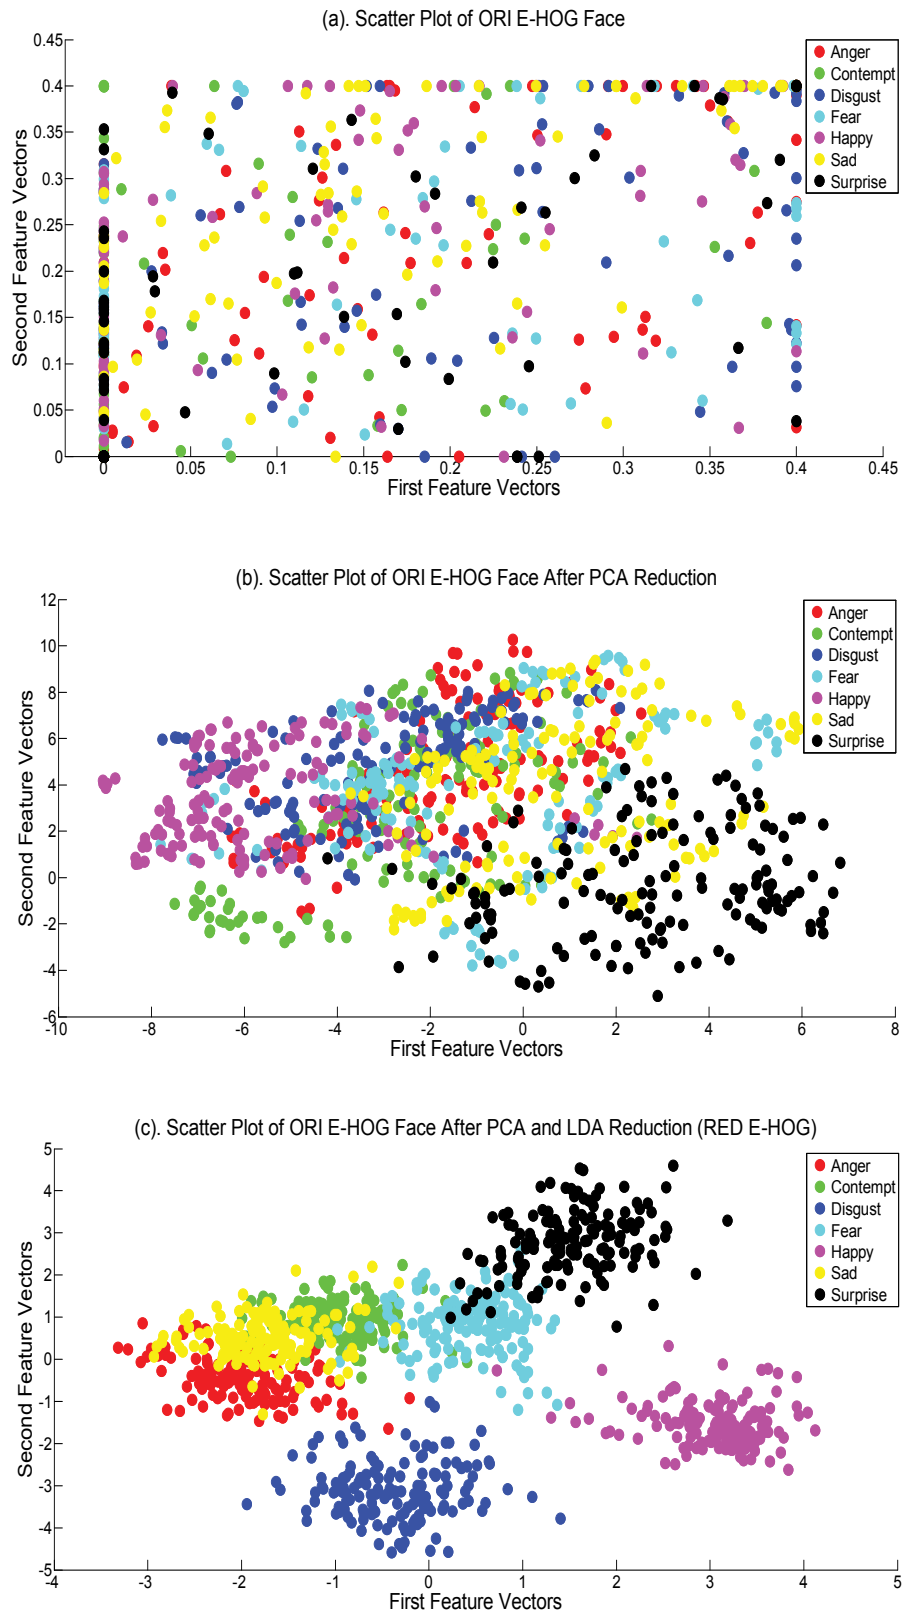 (a). Scatter Plot of ORI E-HOG Face
0.45
0.4
0.35
0.3
0.25
0.2
0.15
0.1
0.05
0
Second Feature Vectors
Anger
Contempt
Disgust
Fear
Happy
Sad
Surprise
0 0.05 0.1 0.15 0.2 0.25 0.3 0.35 0.4 0.45
First Feature Vectors
(b). Scatter Plot of ORI E-HOG Face After PCA Reduction
12
10
8
6
4
2
0
-2
-4
-6
Second Feature Vectors
Anger
Contempt
Disgust
Fear
Happy
Sad
Surprise
-10 -8 -6 -4 -2 0 2 4 6 8
First Feature Vectors
(c). Scatter Plot of ORI E-HOG Face After PCA and LDA Reduction (RED E-HOG)
5
4
3
2
1
0
-1
-2
-3
-4
-5
Second Feature Vectors
Anger
Contempt
Disgust
Fear
Happy
Sad
Surprise
-4 -3 -2 -1 0 1 2 3 4 5
First Feature Vectors